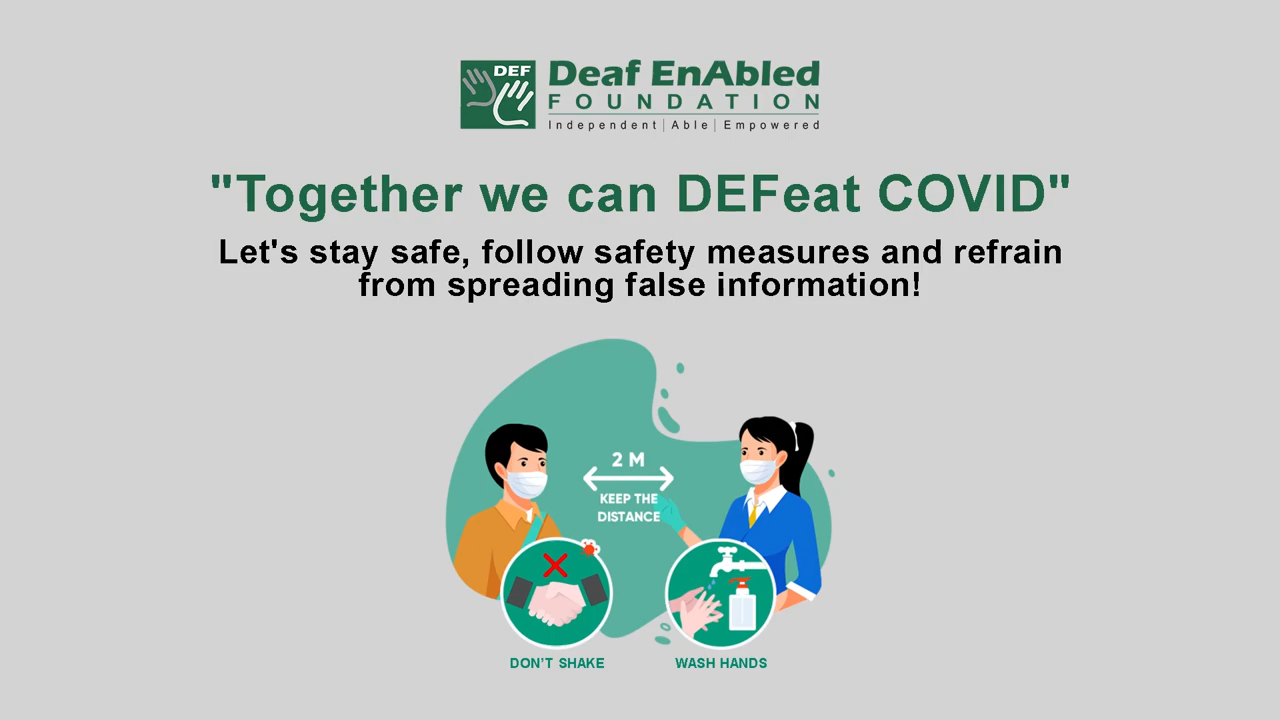 DEF
Deaf EnAbled
FOUNDATION
Independent | Able | Empowered
"Together we can DEFeat COVID"
Let's stay safe, follow safety measures and refrain
from spreading false information!
2 M
KEEP THE
DISTANCE
DON'T SHAKE
WASH HANDS